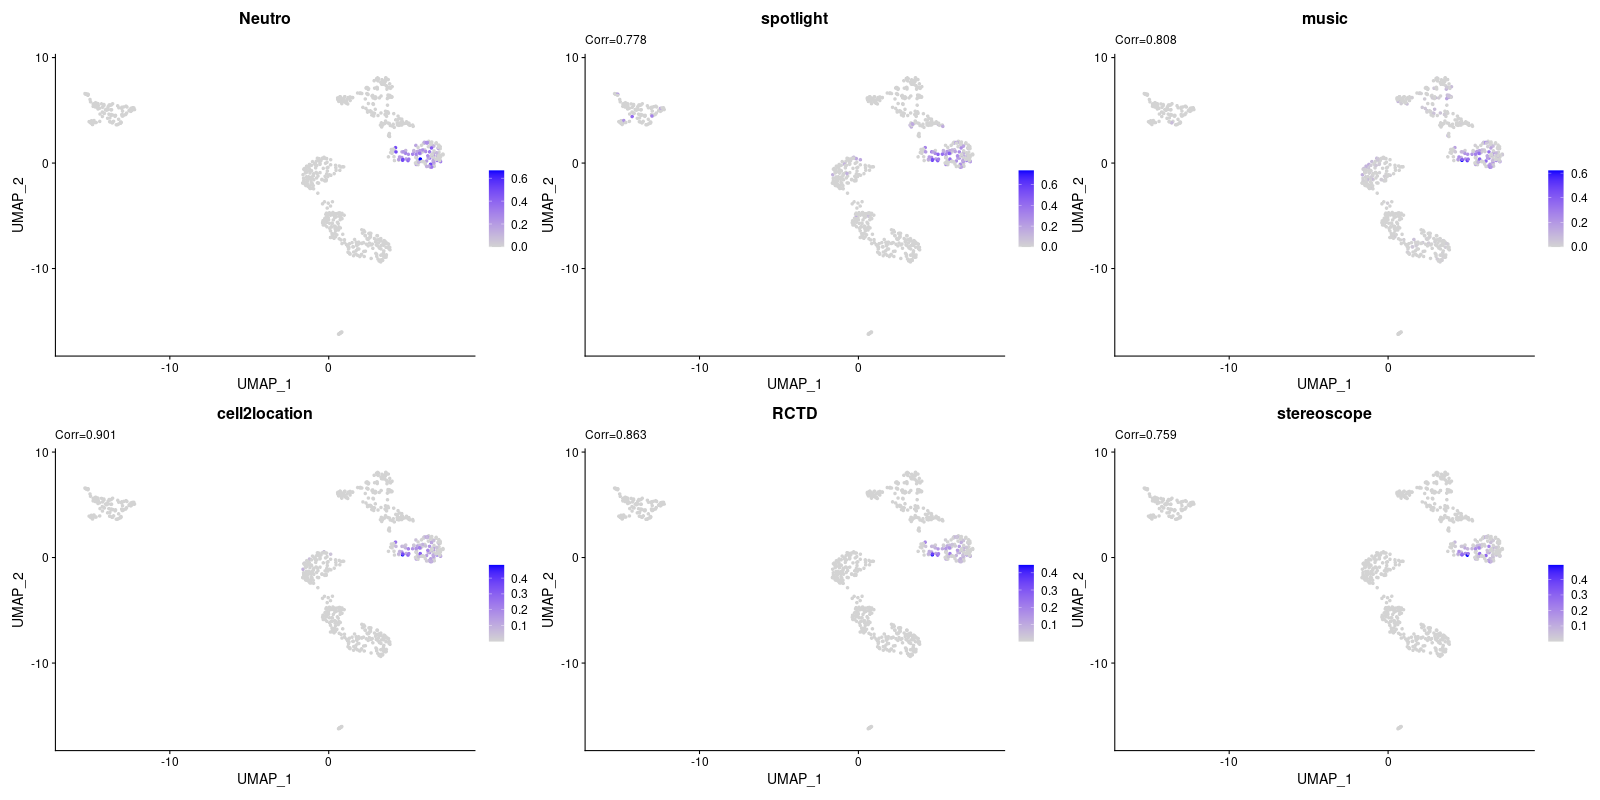 Neutro
10
0
-10
UMAP_2
-10 0
UMAP_1
0.6
0.4
0.2
0.0
spotlight
Corr=0.778
10
0
-10
UMAP_2
-10 0
UMAP_1
0.6
0.4
0.2
0.0
music
Corr=0.808
10
0
-10
UMAP_2
-10 0
UMAP_1
0.6
0.4
0.2
0.0
cell2location
Corr=0.901
10
0
-10
UMAP_2
-10 0
UMAP_1
0.4
0.3
0.2
0.1
RCTD
Corr=0.863
10
0
-10
UMAP_2
-10 0
UMAP_1
0.4
0.3
0.2
0.1
stereoscope
Corr=0.759
10
0
-10
UMAP_2
-10 0
UMAP_1
0.4
0.3
0.2
0.1